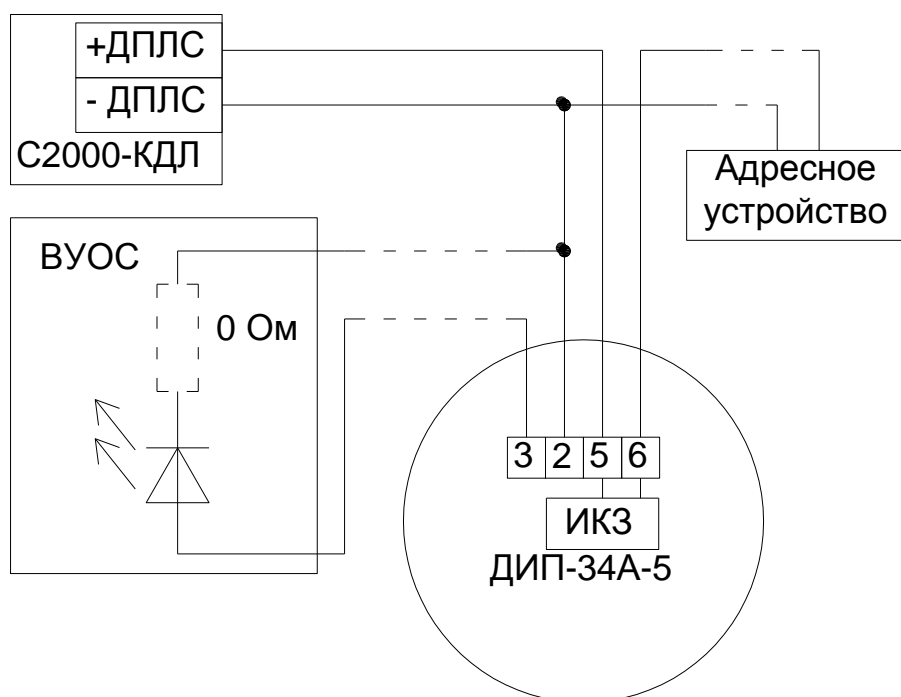 +ДПЛС
- ДПЛС
С2000-КДЛ
Адресное
устройство
ВУОС
0 Ом
3 2 5 6
ИКЗ
ДИП-34А-5